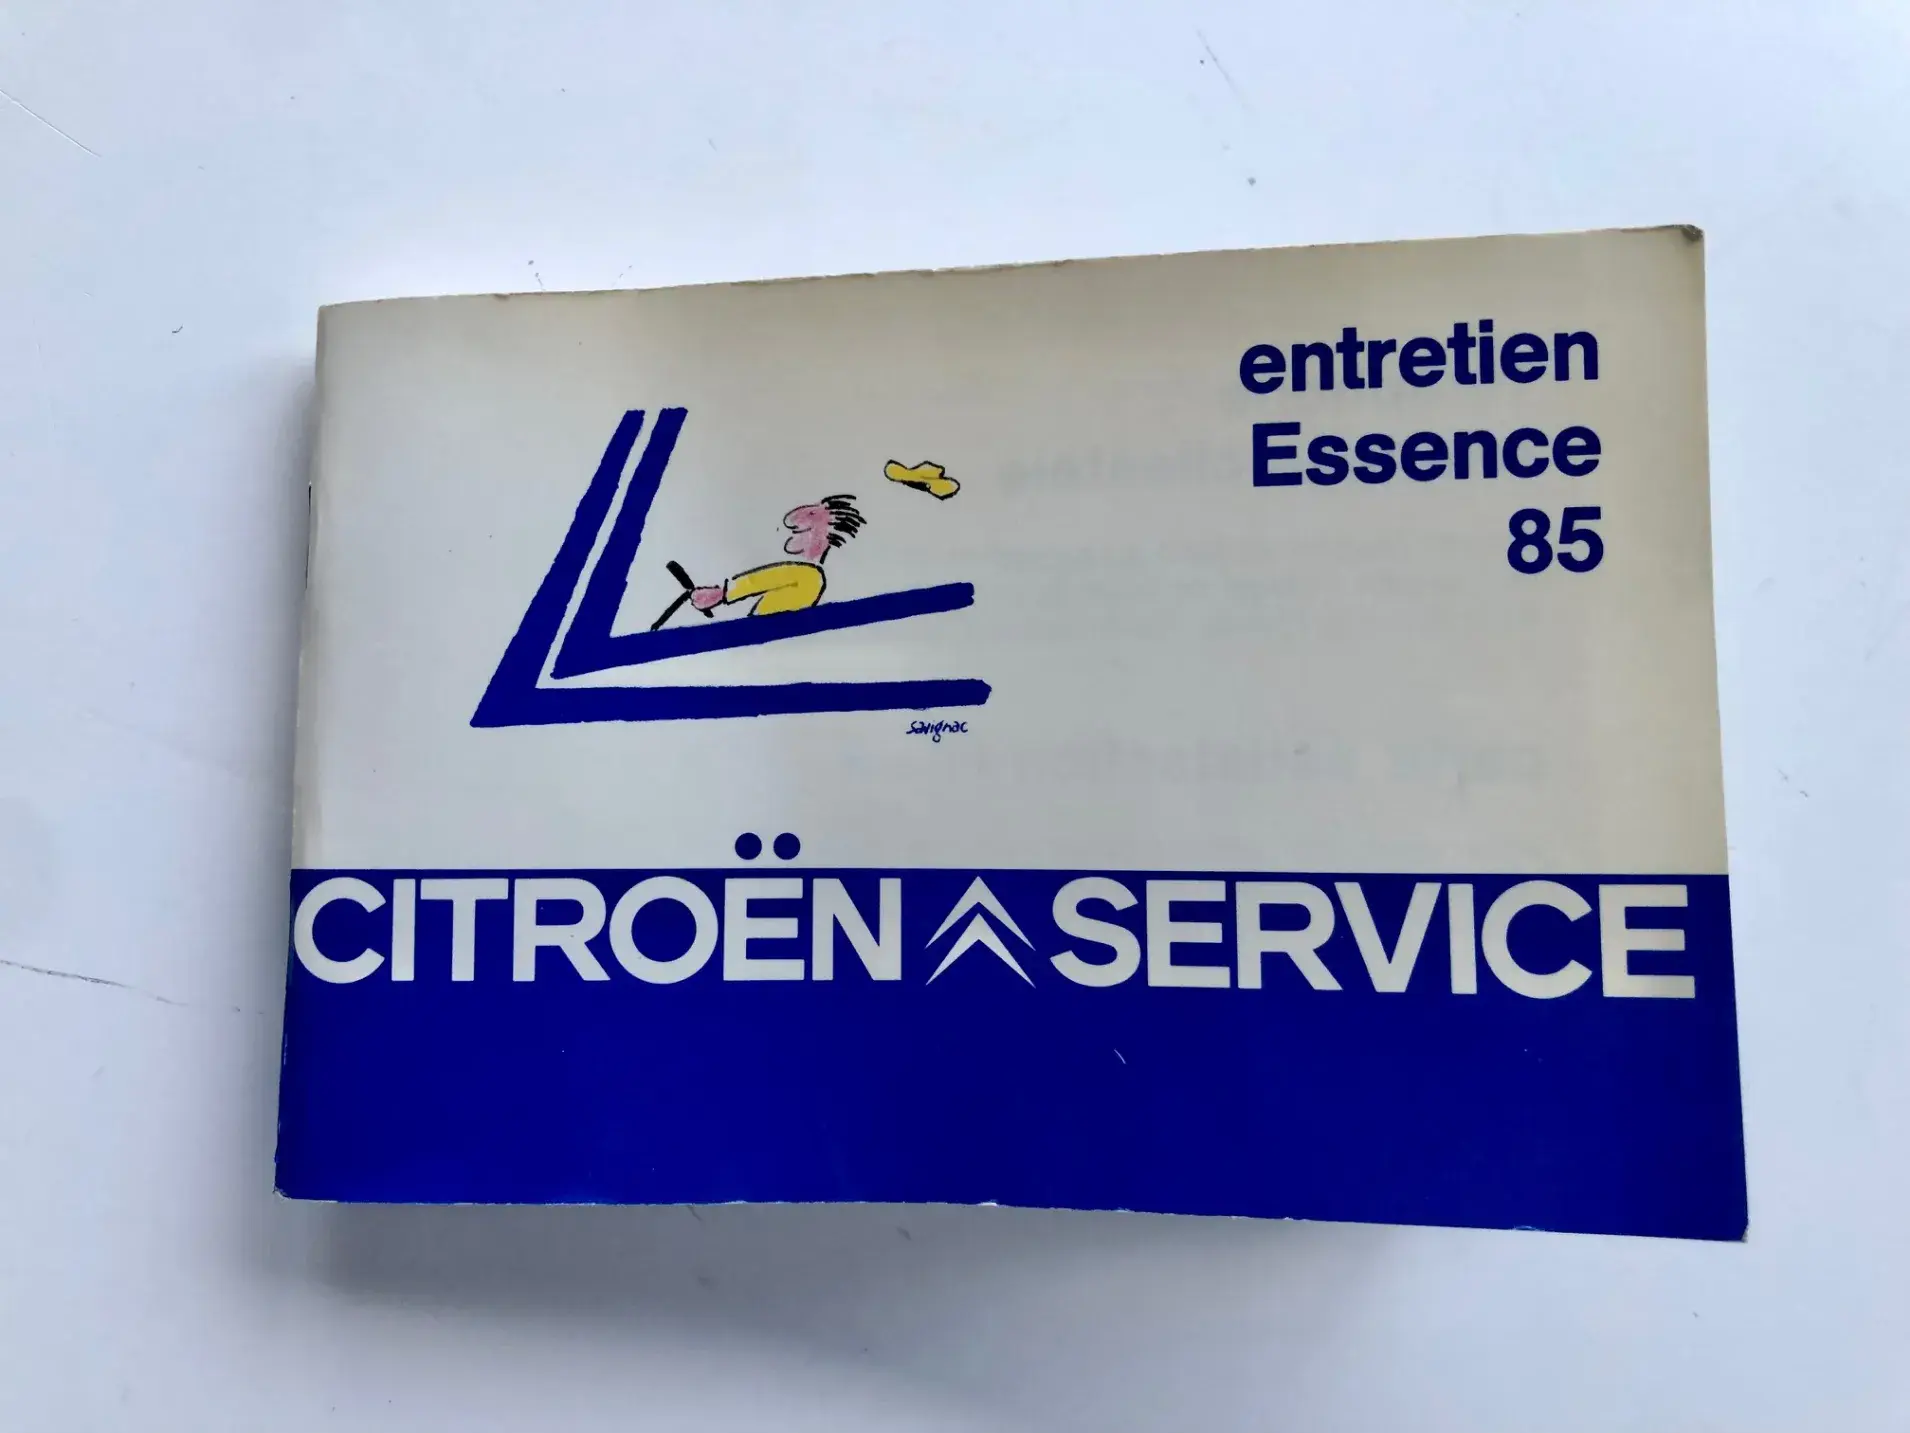 entretien
Essence
85
savignac
CITROËN SERVICE